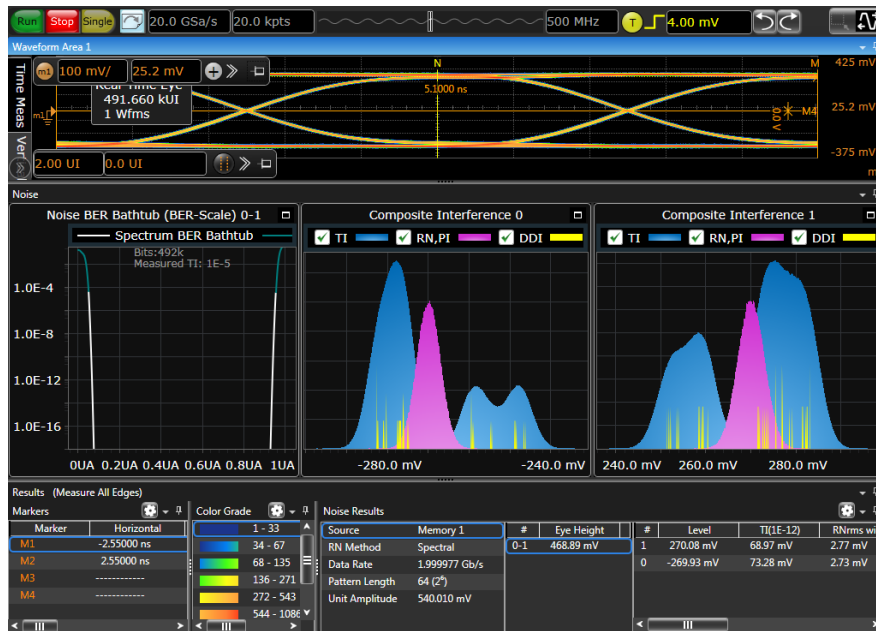 Run Stop Single 20.0 GSa/s 20.0 kpts 500 MHz T 4.00 mV
Waveform Area 1
Time Meas
m1 100 mV/ 25.2 mV
N
M
425 mV
Real Time Eye
491.660 kUI
1 Wfms
5.1000 ns
m1
0.0 V
M4
25.2 mV
2.00 UI 0.0 UI
-375 mV
Noise
Noise BER Bathtub (BER-Scale) 0-1
Spectrum BER Bathtub
Bits:492k
Measured TI: 1E-5
1.0E-4
1.0E-8
1.0E-12
1.0E-16
0UA 0.2UA 0.4UA 0.6UA 0.8UA 1UA
Composite Interference 0
TI RN,PI DDI
-280.0 mV -240.0 mV
Composite Interference 1
TI RN,PI DDI
240.0 mV 260.0 mV 280.0 mV
Results (Measure All Edges)
Markers
Marker Horizontal
M1 -2.55000 ns
M2 2.55000 ns
M3 ------------
M4 ------------
Color Grade
1 - 33
34 - 67
68 - 135
136 - 271
272 - 543
544 - 1086
Noise Results
Source Memory 1
RN Method Spectral
Data Rate 1.999977 Gb/s
Pattern Length 64 (2⁶)
Unit Amplitude 540.010 mV
# Eye Height
0-1 468.89 mV
# Level TI(1E-12) RNrms wi
1 270.08 mV 68.97 mV 2.77 mV
0 -269.93 mV 73.28 mV 2.73 mV